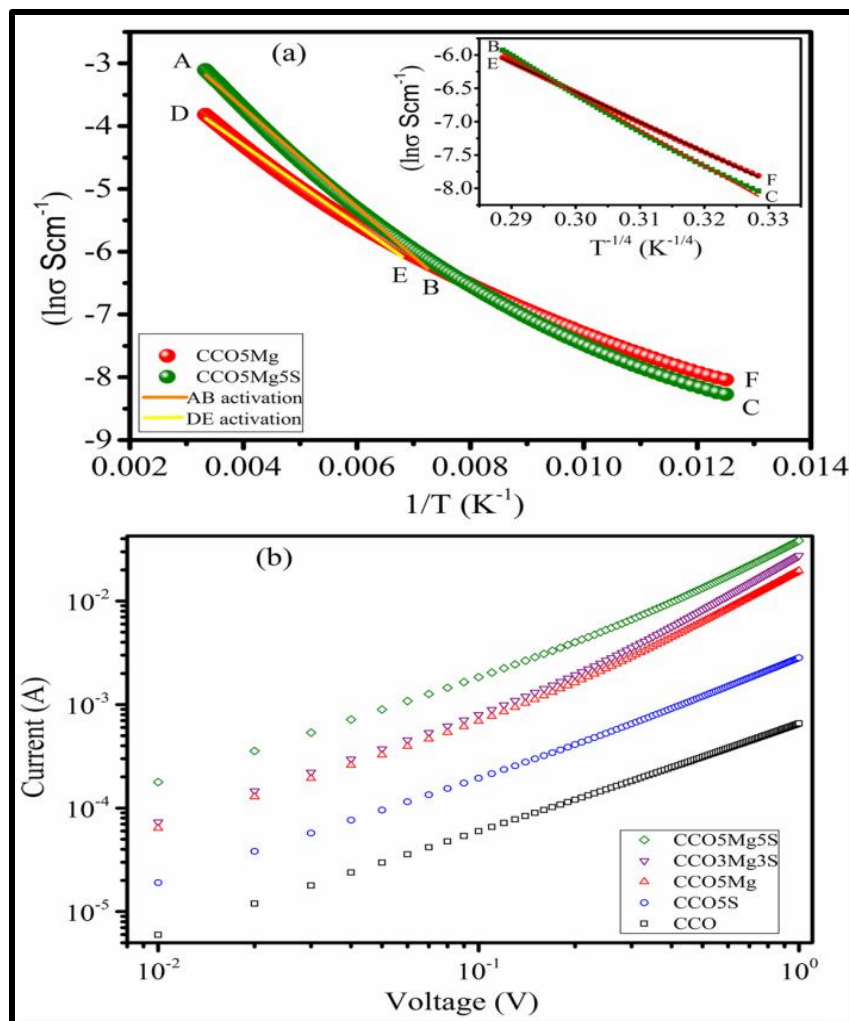 (a)
A
D
E
B
F
C
-3
-4
-5
-6
-7
-8
-9
(lnσ Scm⁻¹)
0.002 0.004 0.006 0.008 0.010 0.012 0.014
1/T (K⁻¹)
CCO5Mg
CCO5Mg5S
AB activation
DE activation
B
E
F
C
-6.0
-6.5
-7.0
-7.5
-8.0
(lnσ Scm⁻¹)
0.29 0.30 0.31 0.32 0.33
T⁻¹/⁴ (K⁻¹/⁴)
(b)
10⁻²
10⁻³
10⁻⁴
10⁻⁵
Current (A)
10⁻² 10⁻¹ 10⁰
Voltage (V)
CCO5Mg5S
CCO3Mg3S
CCO5Mg
CCO5S
CCO